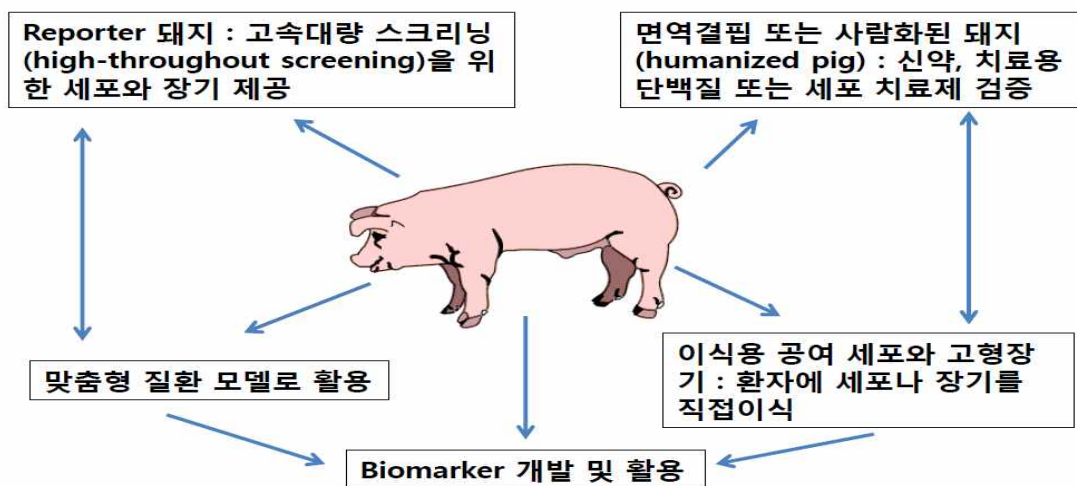 Reporter 돼지 : 고속대량 스크리닝
(high-throughout screening)을 위
한 세포와 장기 제공
면역결핍 또는 사람화된 돼지
(humanized pig) : 신약, 치료용
단백질 또는 세포 치료제 검증
맞춤형 질환 모델로 활용
이식용 공여 세포와 고형장
기 : 환자에 세포나 장기를
직접이식
Biomarker 개발 및 활용